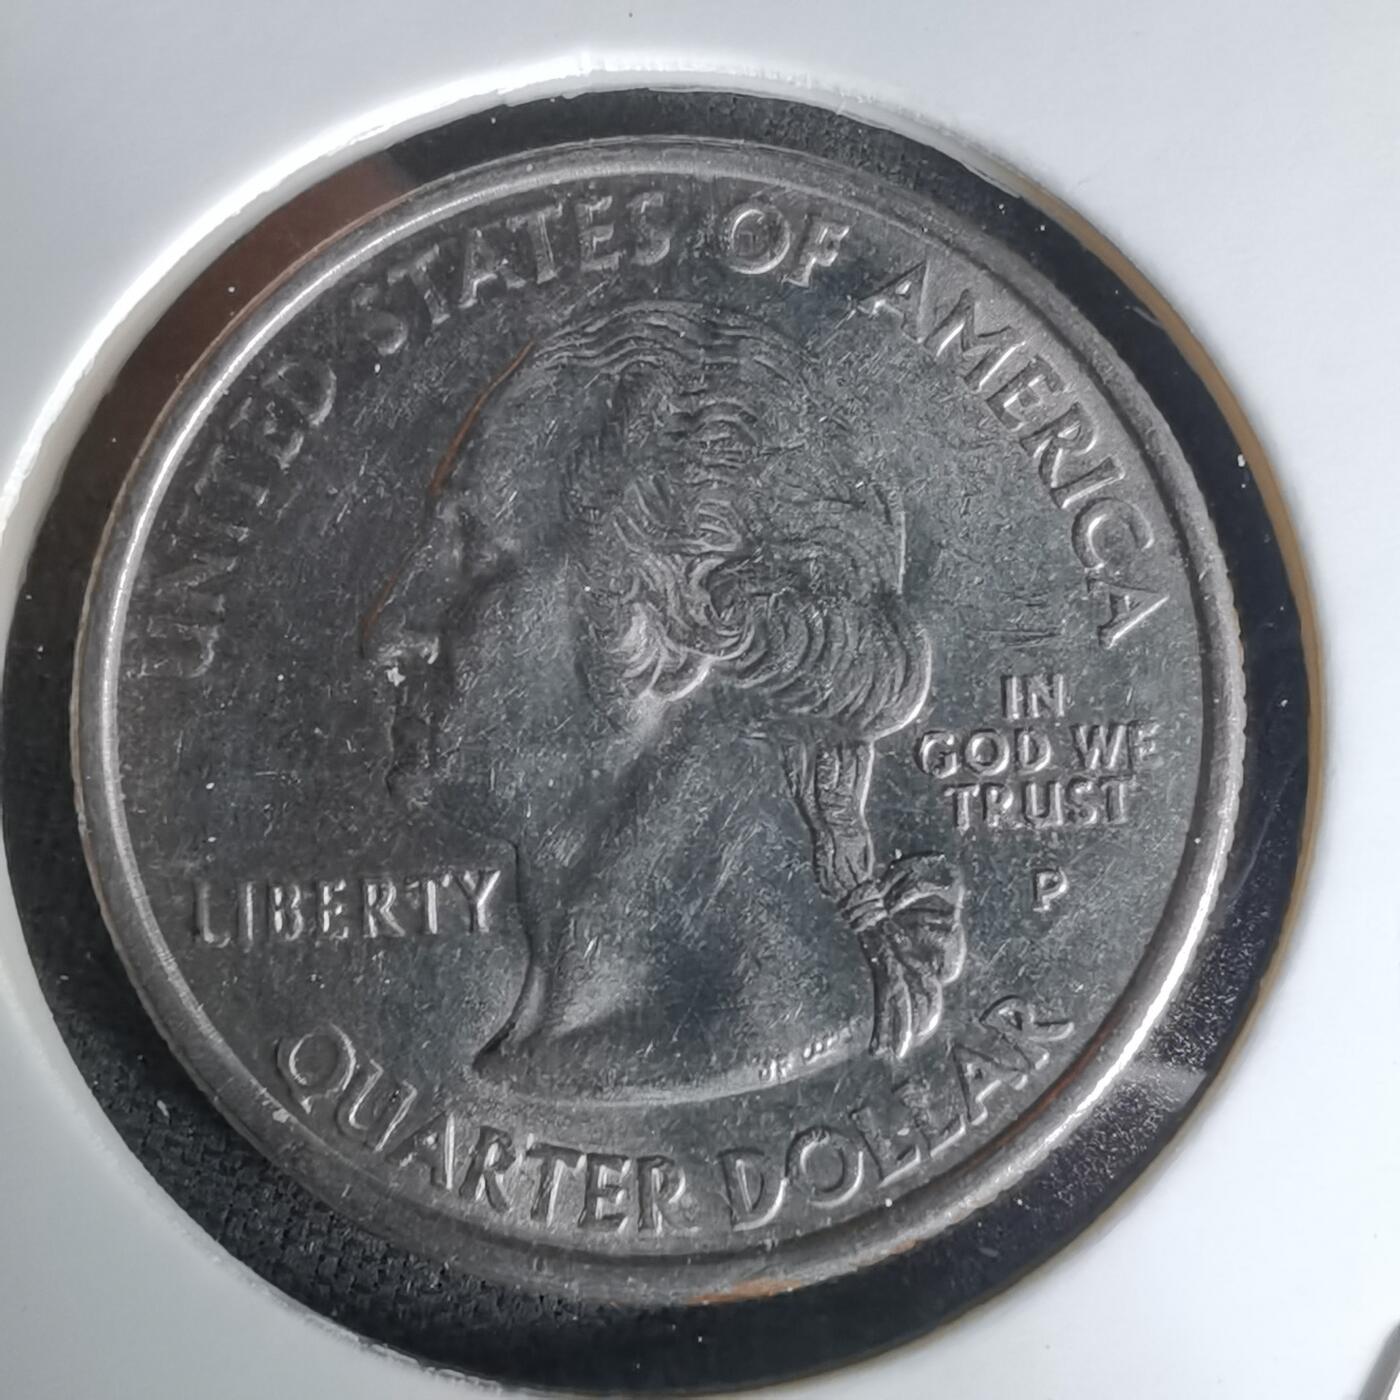 UNITED STATES OF AMERICA
IN
GOD WE
TRUST
P
LIBERTY
QUARTER DOLLAR